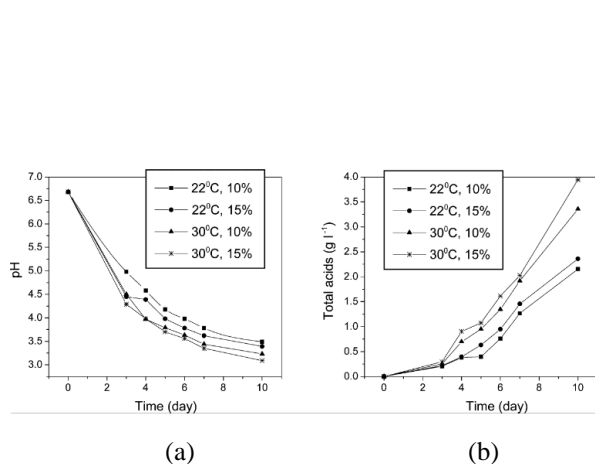 7.0
6.5
6.0
5.5
5.0
4.5
4.0
3.5
3.0
pH
0
2
4
6
8
10
Time (day)
22⁰C, 10%
22⁰C, 15%
30⁰C, 10%
30⁰C, 15%
(a)
4.0
3.5
3.0
2.5
2.0
1.5
1.0
0.5
0.0
Total acids (g l⁻¹)
0
2
4
6
8
10
Time (day)
22⁰C, 10%
22⁰C, 15%
30⁰C, 10%
30⁰C, 15%
(b)